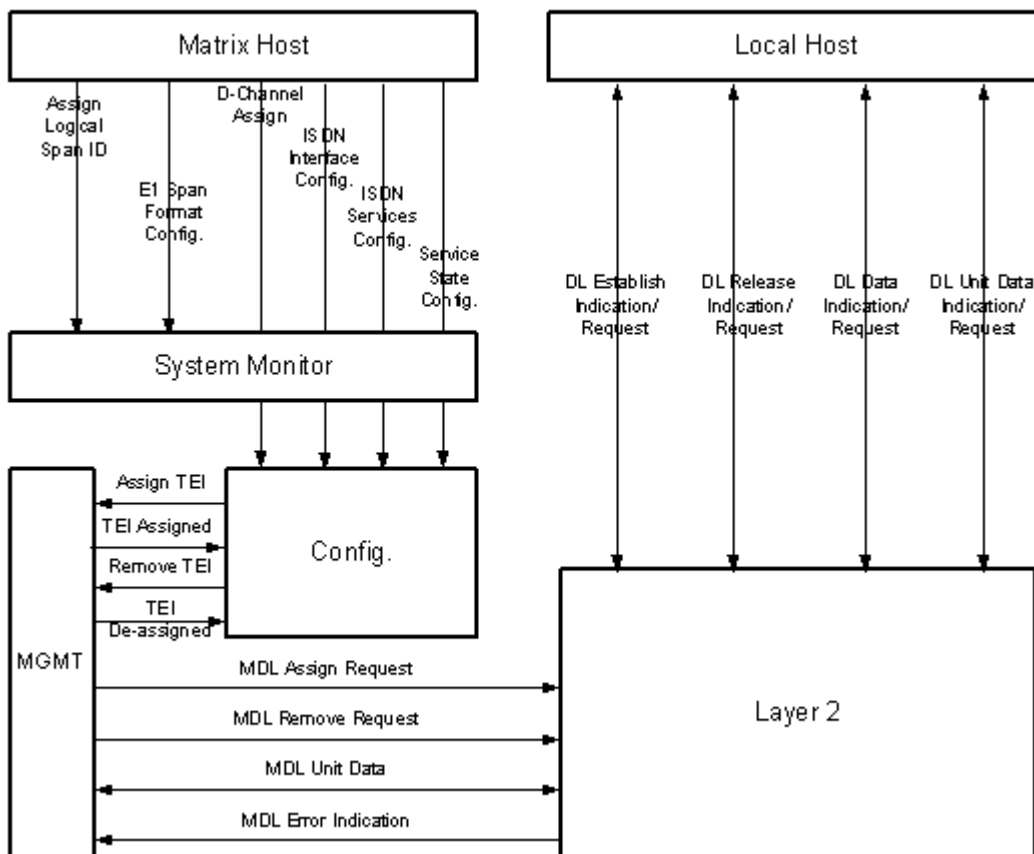 Matrix Host
Local Host
Assign
Logical
Span ID
E1 Span
Format
Config.
D-Channel
Assign
ISDN
Interface
Config.
ISDN
Services
Config.
Service
State
Config.
DL Establish
Indication/
Request
DL Release
Indication/
Request
DL Data
Indication/
Request
DL Unit Data
Indication/
Request
System Monitor
Assign TEI
TEI Assigned
Remove TEI
TEI
De-assigned
Config.
MGMT
MDL Assign Request
MDL Remove Request
MDL Unit Data
MDL Error Indication
Layer 2